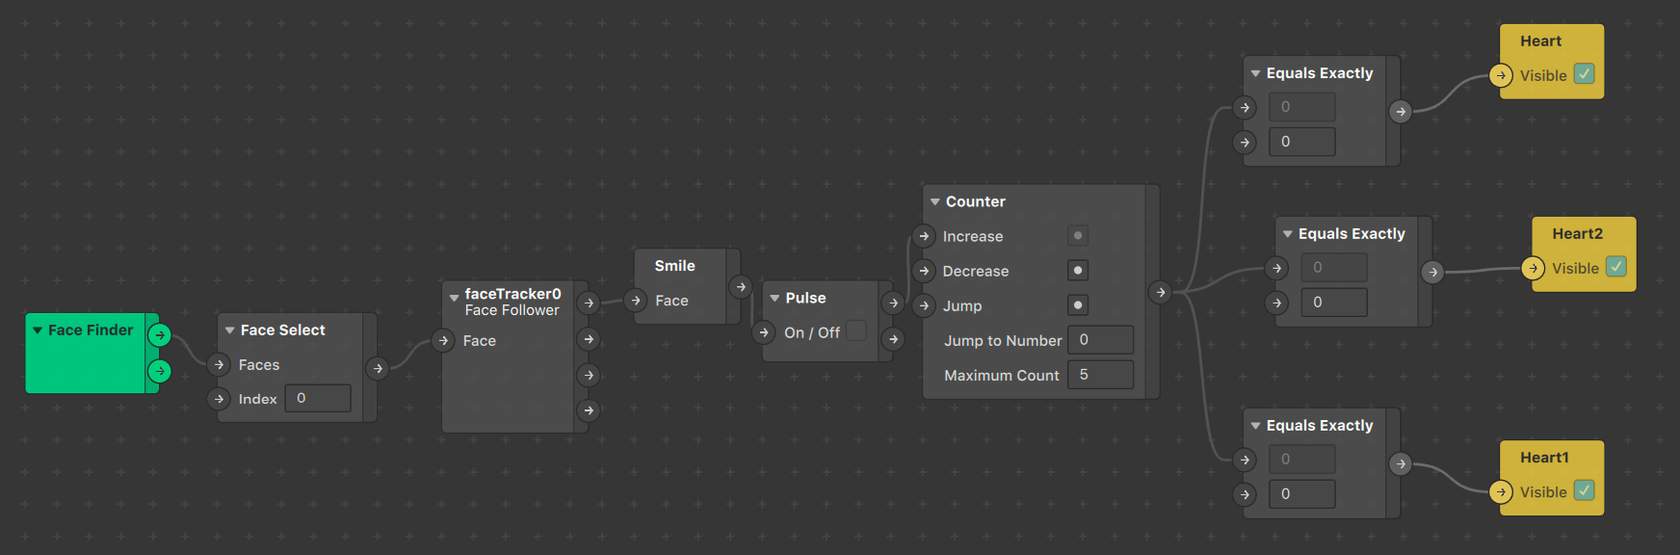 Face Finder
Face Select
Faces
Index 0
faceTracker0
Face Follower
Face
Smile
Face
Pulse
On / Off
Counter
Increase
Decrease
Jump
Jump to Number 0
Maximum Count 5
Equals Exactly
0
0
Heart
Visible
Equals Exactly
0
0
Heart2
Visible
Equals Exactly
0
0
Heart1
Visible